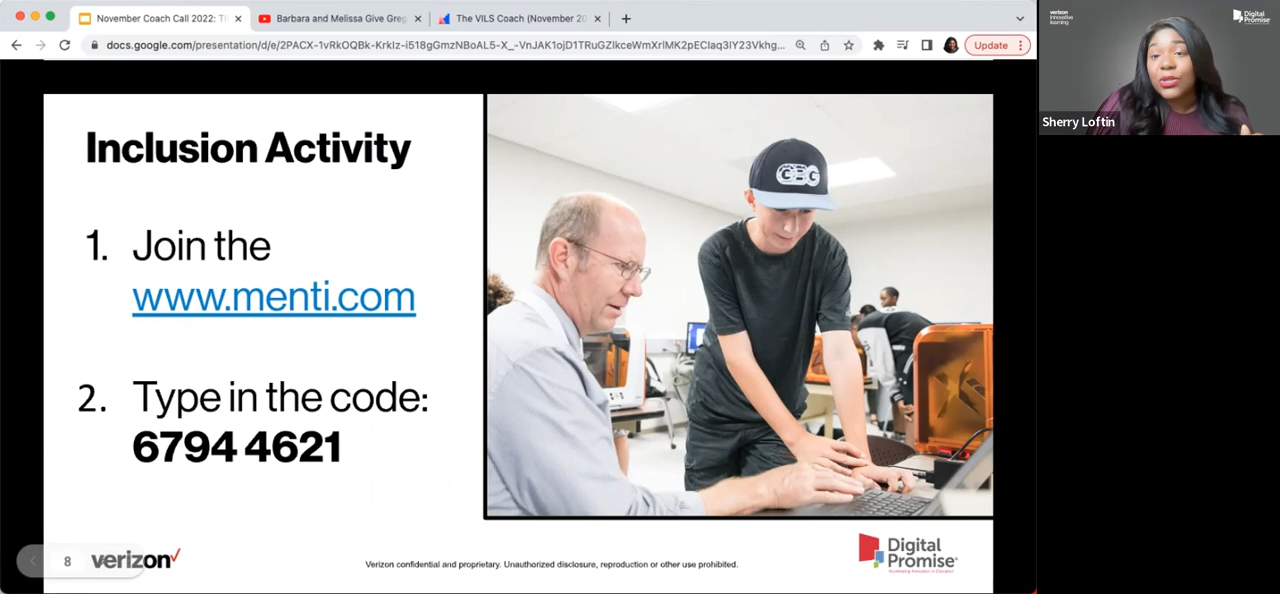 November Coach Call 2022: Th
Barbara and Melissa Give Greg
The VILS Coach (November 20
docs.google.com/presentation/d/e/2PACX-1vRkOQBk-KrkIz-i518gGmzNBoAL5-X_-VnJAK1ojD1TRuGZlkceWmXrlMK2pEClaq3IY23Vkhg...
Update
Inclusion Activity
1. Join the
www.menti.com
2. Type in the code:
6794 4621
GBG
8
verizon
Verizon confidential and proprietary. Unauthorized disclosure, reproduction or other use prohibited.
Digital
Promise
Accelerating Innovation in Education
verizon
innovative
learning
Digital
Promise
Sherry Loftin